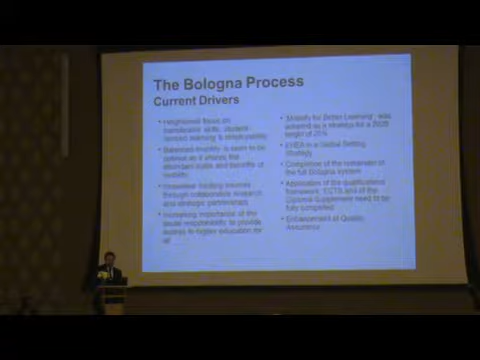 The Bologna Process
Current Drivers
Heightened focus on
transferable skills, student-
centred learning & employability
Balanced mobility is seen to be
optimal as it shares the
attendant costs and benefits of
mobility
through collaborative research
and strategic partnerships
Increasing importance of the
social responsibility to provide
access to higher education for
all
'Mobility for Better Learning' was
adopted as a strategy for a 2020
target of 20%
EHEA in a Global Setting
Strategy
Completion of the remainder of
the full Bologna system
of the qualifications
framework, ECTS and of the
Diploma Supplement need to be
fully completed
Enhancement of Quality
Assurance